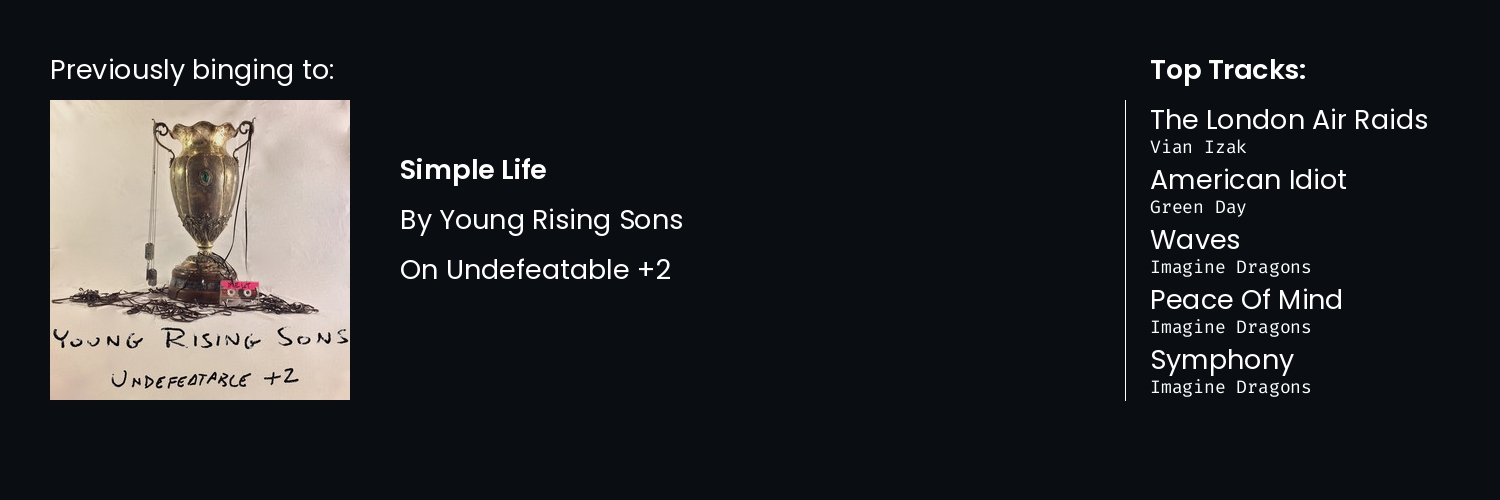 Previously binging to:
MELT
YOUNG RISING SONS
UNDEFEATABLE +2
Simple Life
By Young Rising Sons
On Undefeatable +2
Top Tracks:
The London Air Raids
Vian Izak
American Idiot
Green Day
Waves
Imagine Dragons
Peace Of Mind
Imagine Dragons
Symphony
Imagine Dragons